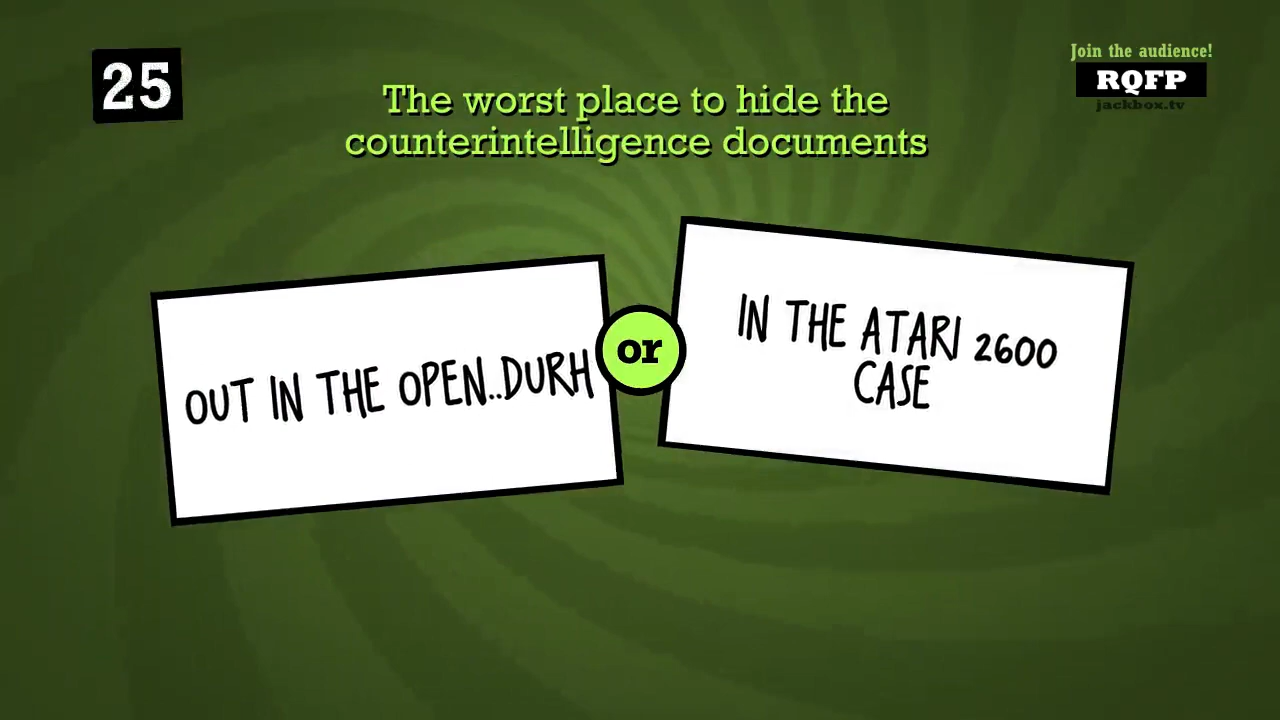 25
Join the audience!
RQFP
jackbox.tv
The worst place to hide the
counterintelligence documents
OUT IN THE OPEN..DURH
or
IN THE ATARI 2600
CASE